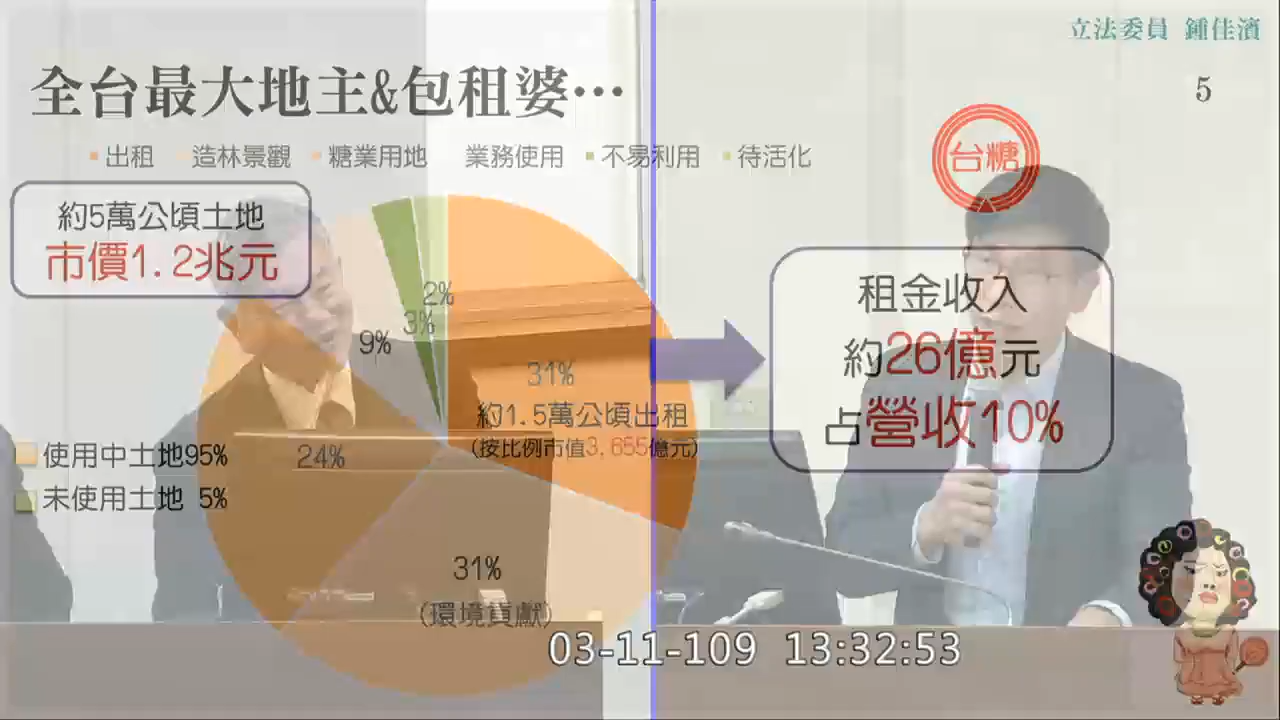 立法委員 鍾佳濱
5
全台最大地主&包租婆…
出租 造林景觀 糖業用地 業務使用 不易利用 待活化
約5萬公頃土地
市價1.2兆元
台糖
2%
3%
9%
31%
約1.5萬公頃出租
(按比例市值3,655億元)
租金收入
約26億元
占營收10%
使用中土地95%
未使用土地 5%
24%
31%
(環境貢獻)
03-11-109 13:32:53